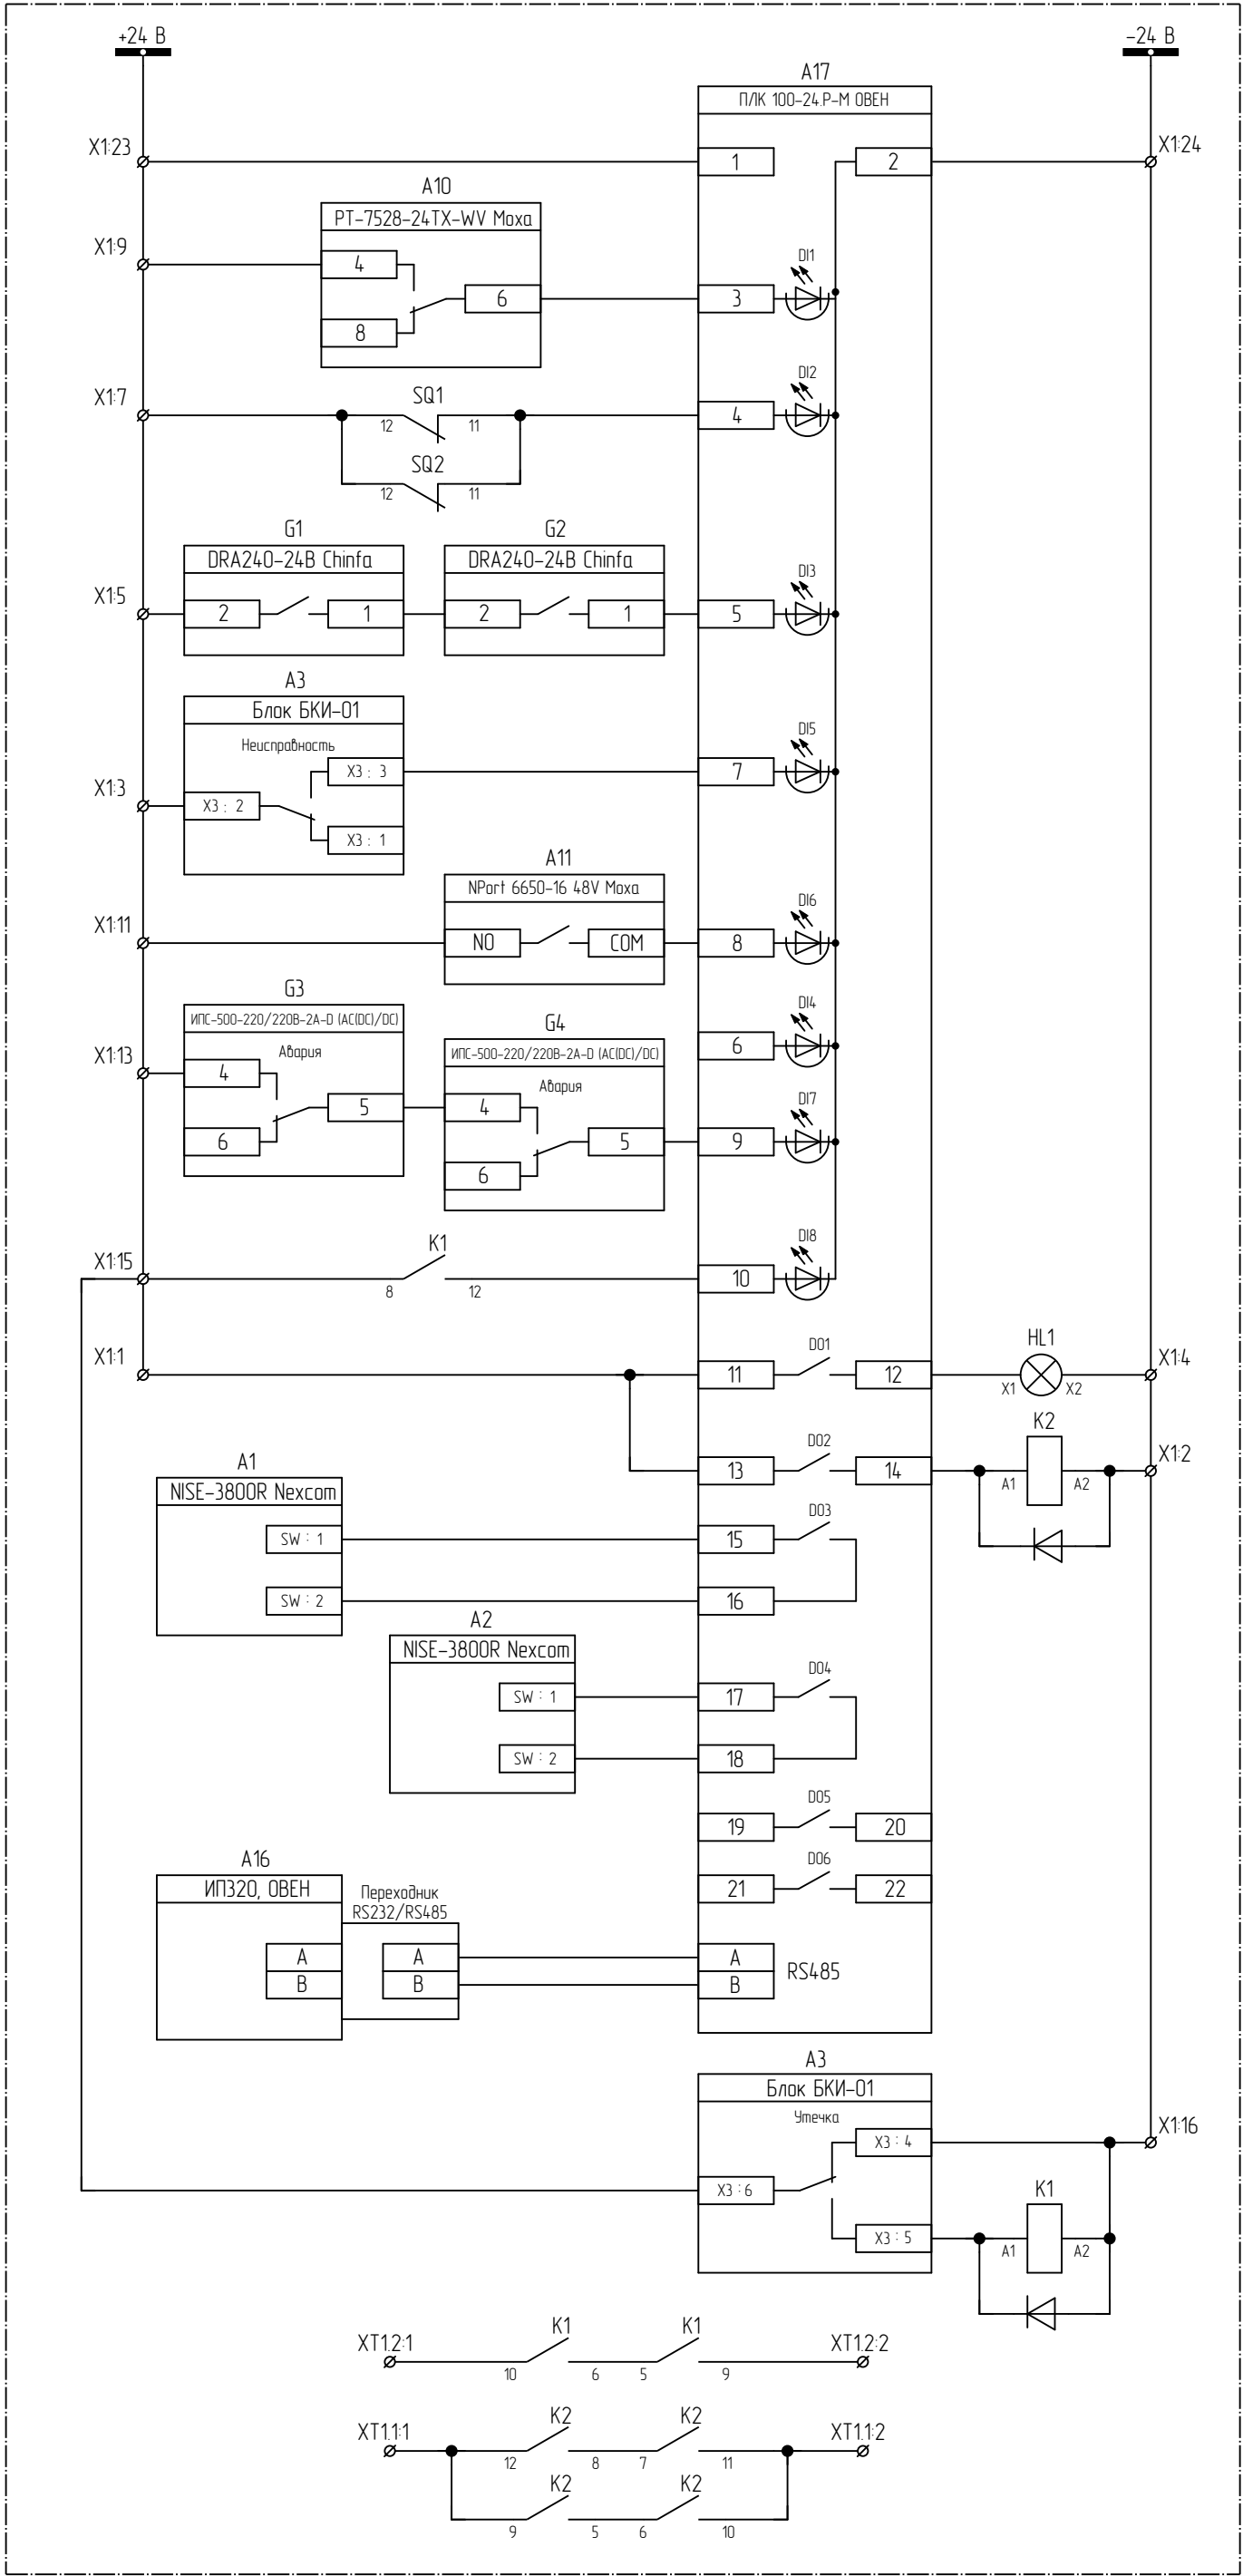 +24 В
-24 В
A17
ПЛК 100-24.Р-М ОВЕН
X1:23
1
2
X1:24
A10
PT-7528-24TX-WV Moxa
X1:9
4
6
8
3
DI1
X1:7
SQ1
12
11
SQ2
12
11
4
DI2
G1
DRA240-24B Chinfa
G2
DRA240-24B Chinfa
X1:5
2
1
2
1
5
DI3
A3
Блок БКИ-01
Неисправность
X3 : 3
X1:3
X3 : 2
X3 : 1
7
DI5
A11
NPort 6650-16 48V Moxa
X1:11
NO
COM
8
DI6
G3
ИПС-500-220/220В-2А-D (AC(DC)/DC)
Авария
X1:13
4
5
6
G4
ИПС-500-220/220В-2А-D (AC(DC)/DC)
Авария
4
5
6
6
DI4
9
DI7
X1:15
K1
8
12
10
DI8
X1:1
11
DO1
12
HL1
X1
X2
X1:4
13
DO2
14
K2
A1
A2
X1:2
A1
NISE-3800R Nexcom
SW : 1
SW : 2
15
DO3
16
A2
NISE-3800R Nexcom
SW : 1
SW : 2
17
DO4
18
19
DO5
20
21
DO6
22
A16
ИП320, ОВЕН
Переходник
RS232/RS485
A
B
A
B
A
B
RS485
A3
Блок БКИ-01
Утечка
X3 : 4
X3 : 6
X3 : 5
X1:16
K1
A1
A2
XT1.2:1
K1
10
6
K1
5
9
XT1.2:2
XT1.1:1
K2
12
8
K2
7
11
XT1.1:2
K2
9
5
K2
6
10